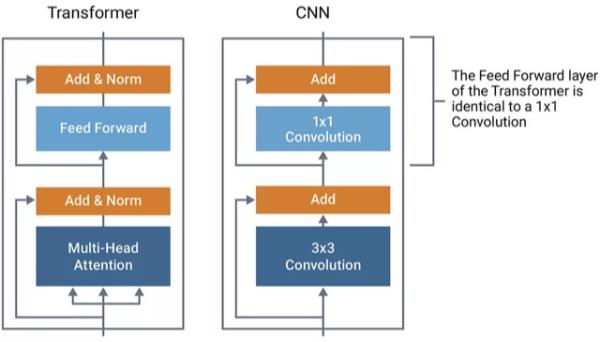 Transformer
Add & Norm
Feed Forward
Add & Norm
Multi-Head
Attention
CNN
Add
1x1
Convolution
Add
3x3
Convolution
The Feed Forward layer
of the Transformer is
identical to a 1x1
Convolution